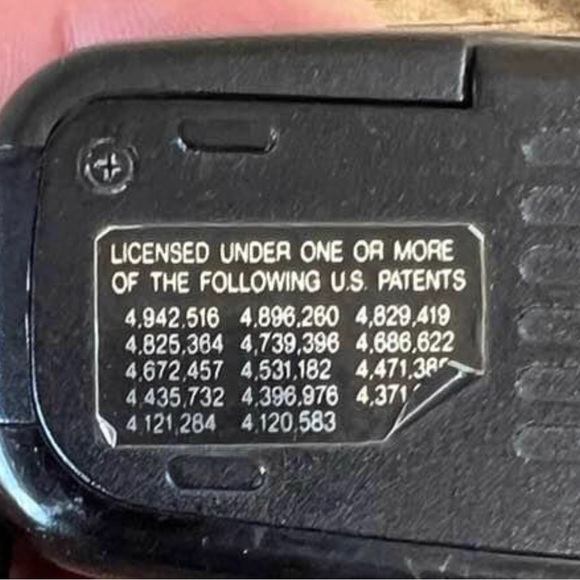 LICENSED UNDER ONE OR MORE
OF THE FOLLOWING U.S. PATENTS
4,942,516 4,896,260 4,829,419
4,825,364 4,739,396 4,686,622
4,672,457 4,531,182
4,435,732 4,396,976
4,121,284 4,120,583